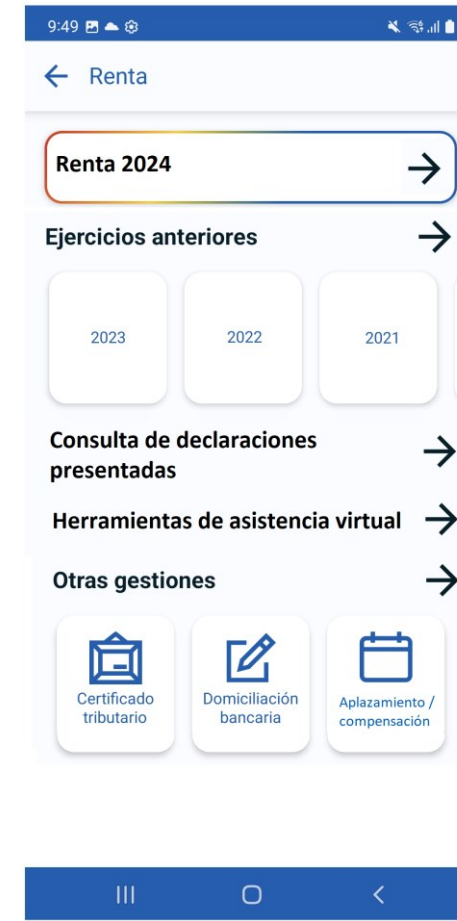 9:49
Renta
Renta 2024
Ejercicios anteriores
2023
2022
2021
Consulta de declaraciones
presentadas
Herramientas de asistencia virtual
Otras gestiones
Certificado
tributario
Domiciliación
bancaria
Aplazamiento /
compensación